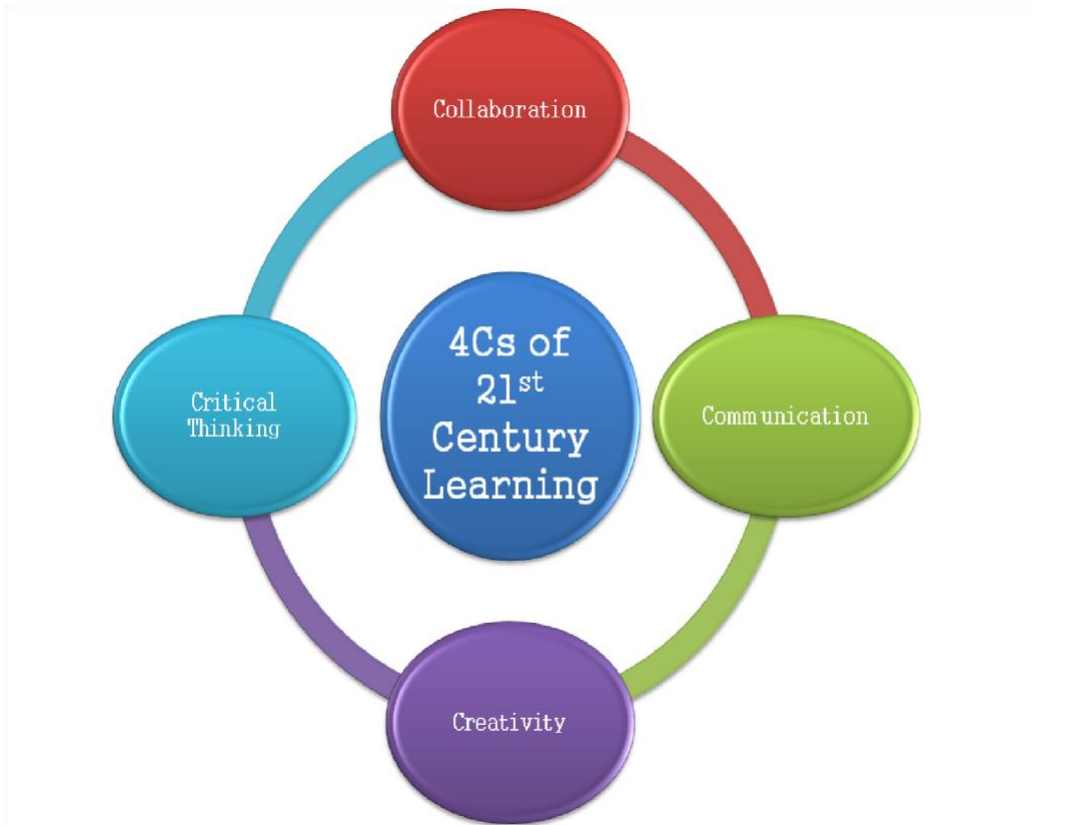 Collaboration
4Cs of
21st
Century
Learning
Critical
Thinking
Communication
Creativity